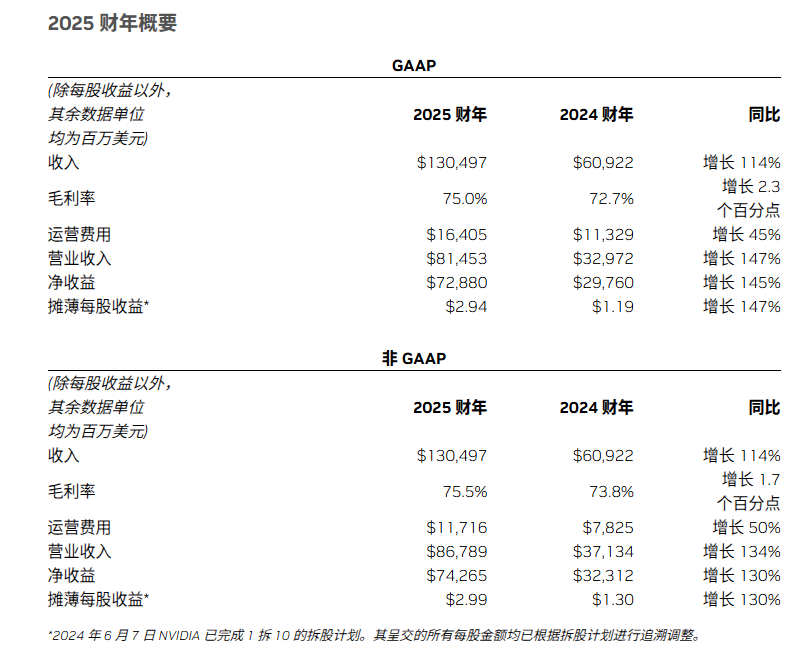 2025 财年概要
GAAP
(除每股收益以外，
其余数据单位
均为百万美元)
2025 财年 2024 财年 同比
收入 $130,497 $60,922 增长 114%
毛利率 75.0% 72.7% 增长 2.3
个百分点
运营费用 $16,405 $11,329 增长 45%
营业收入 $81,453 $32,972 增长 147%
净收益 $72,880 $29,760 增长 145%
摊薄每股收益* $2.94 $1.19 增长 147%
非 GAAP
(除每股收益以外，
其余数据单位
均为百万美元)
2025 财年 2024 财年 同比
收入 $130,497 $60,922 增长 114%
毛利率 75.5% 73.8% 增长 1.7
个百分点
运营费用 $11,716 $7,825 增长 50%
营业收入 $86,789 $37,134 增长 134%
净收益 $74,265 $32,312 增长 130%
摊薄每股收益* $2.99 $1.30 增长 130%
*2024 年 6 月 7 日 NVIDIA 已完成 1 拆 10 的拆股计划。其呈交的所有每股金额均已根据拆股计划进行追溯调整。